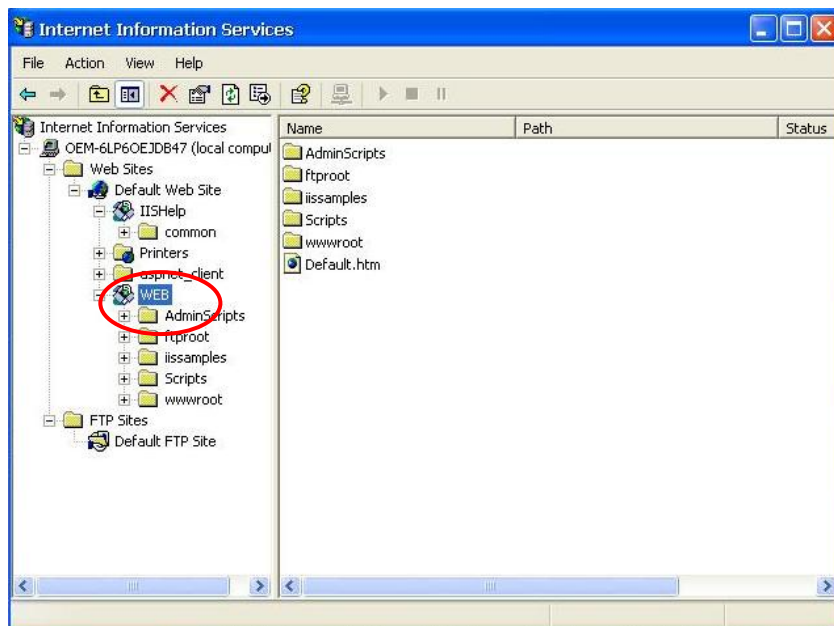 Internet Information Services
File Action View Help
Internet Information Services
OEM-6LP6OEJDB47 (local compu
Web Sites
Default Web Site
IISHelp
common
Printers
aspnet_client
WEB
AdminScripts
ftproot
iissamples
Scripts
wwwroot
FTP Sites
Default FTP Site
Name Path Status
AdminScripts
ftproot
iissamples
Scripts
wwwroot
Default.htm